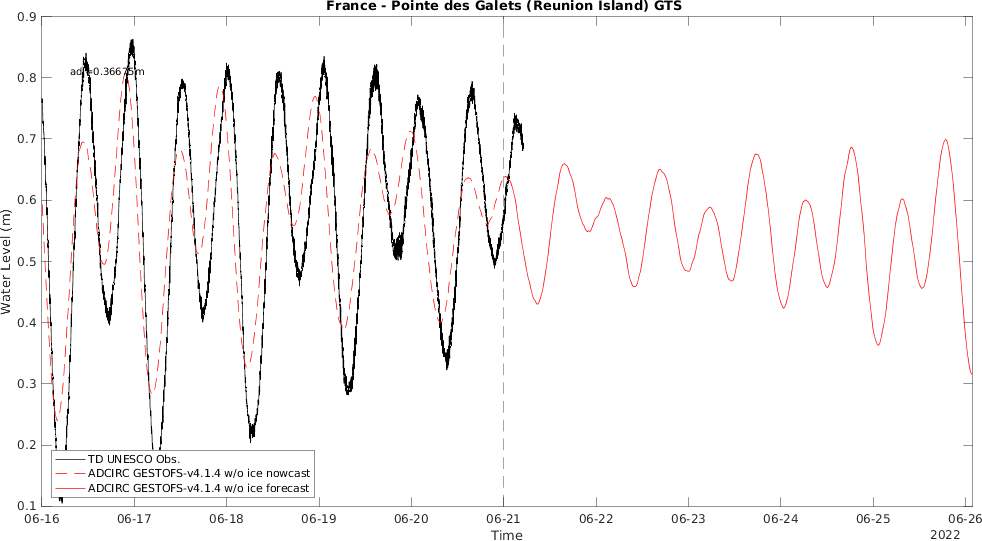 France - Pointe des Galets (Reunion Island) GTS
0.9
0.8
0.7
0.6
0.5
0.4
0.3
0.2
0.1
Water Level (m)
TD UNESCO Obs.
ADCIRC GESTOFS-v4.1.4 w/o ice nowcast
ADCIRC GESTOFS-v4.1.4 w/o ice forecast
06-16 06-17 06-18 06-19 06-20 06-21 06-22 06-23 06-24 06-25 06-26
Time
2022